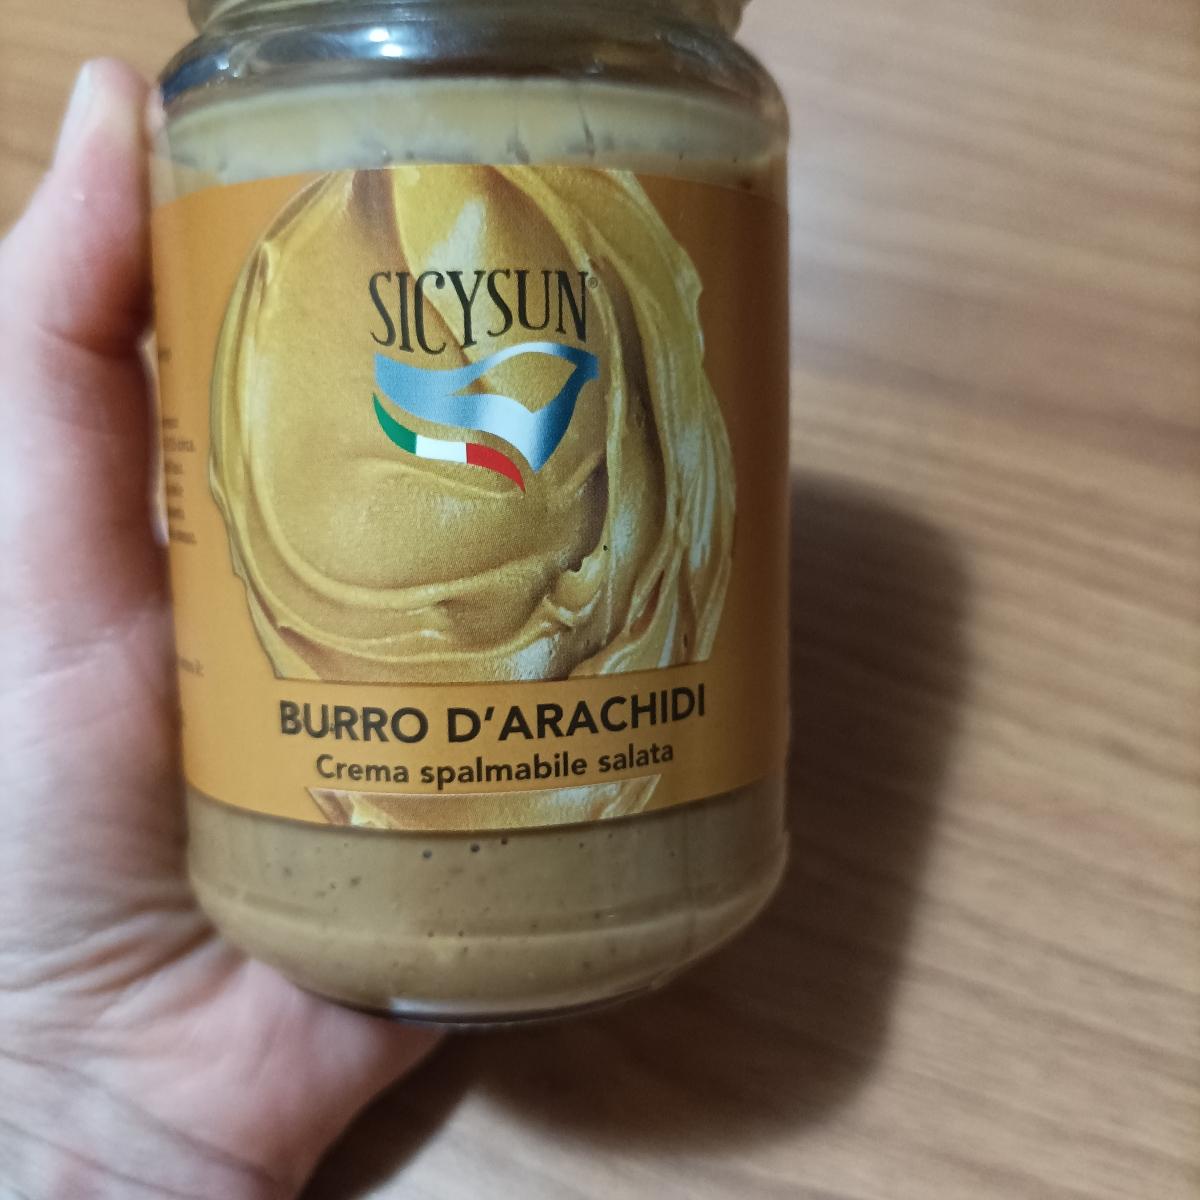 SICYSUN®
BURRO D'ARACHIDI
Crema spalmabile salata